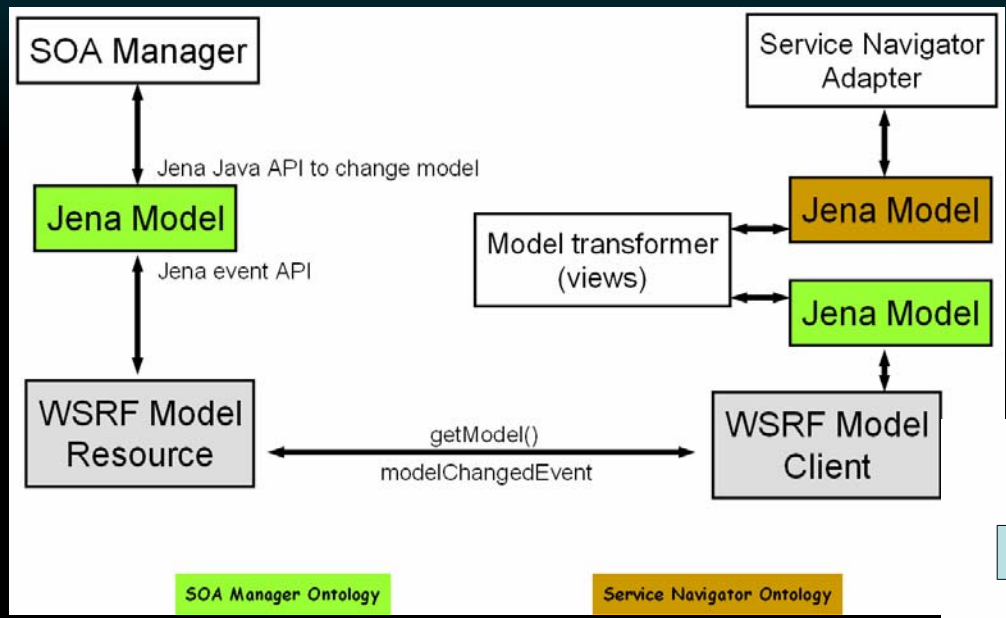 SOA Manager
Jena Java API to change model
Jena Model
Jena event API
WSRF Model
Resource
getModel()
modelChangedEvent
Service Navigator
Adapter
Jena Model
Model transformer
(views)
Jena Model
WSRF Model
Client
SOA Manager Ontology
Service Navigator Ontology